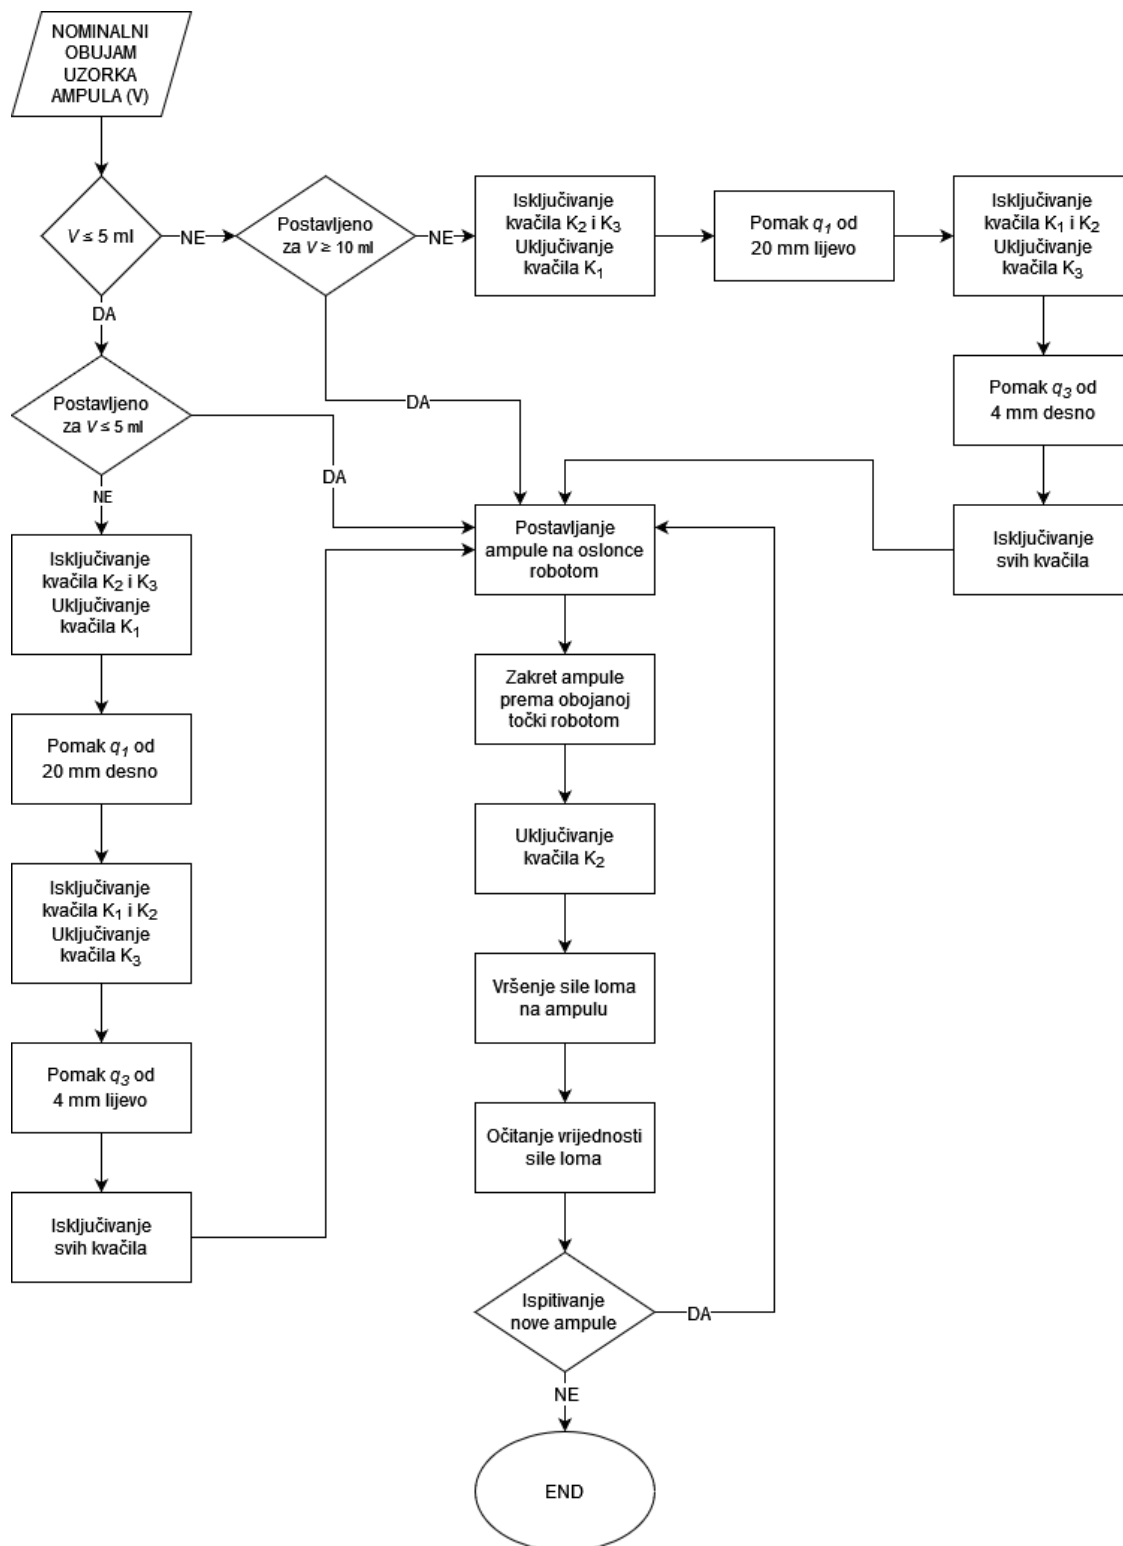 NOMINALNI
OBUJAM
UZORKA
AMPULA (V)
V ≤ 5 ml
NE
Postavljeno
za V ≥ 10 ml
NE
Isključivanje
kvačila K₂ i K₃
Uključivanje
kvačila K₁
Pomak q₁ od
20 mm lijevo
Isključivanje
kvačila K₁ i K₂
Uključivanje
kvačila K₃
DA
Postavljeno
za V ≤ 5 ml
DA
Pomak q₃ od
4 mm desno
DA
NE
Postavljanje
ampule na oslonce
robotom
Isključivanje
svih kvačila
Isključivanje
kvačila K₂ i K₃
Uključivanje
kvačila K₁
Zakret ampule
prema obojanoj
točki robotom
Pomak q₁ od
20 mm desno
Uključivanje
kvačila K₂
Isključivanje
kvačila K₁ i K₂
Uključivanje
kvačila K₃
Vršenje sile loma
na ampulu
Pomak q₃ od
4 mm lijevo
Očitanje vrijednosti
sile loma
Isključivanje
svih kvačila
Ispitivanje
nove ampule
DA
NE
END